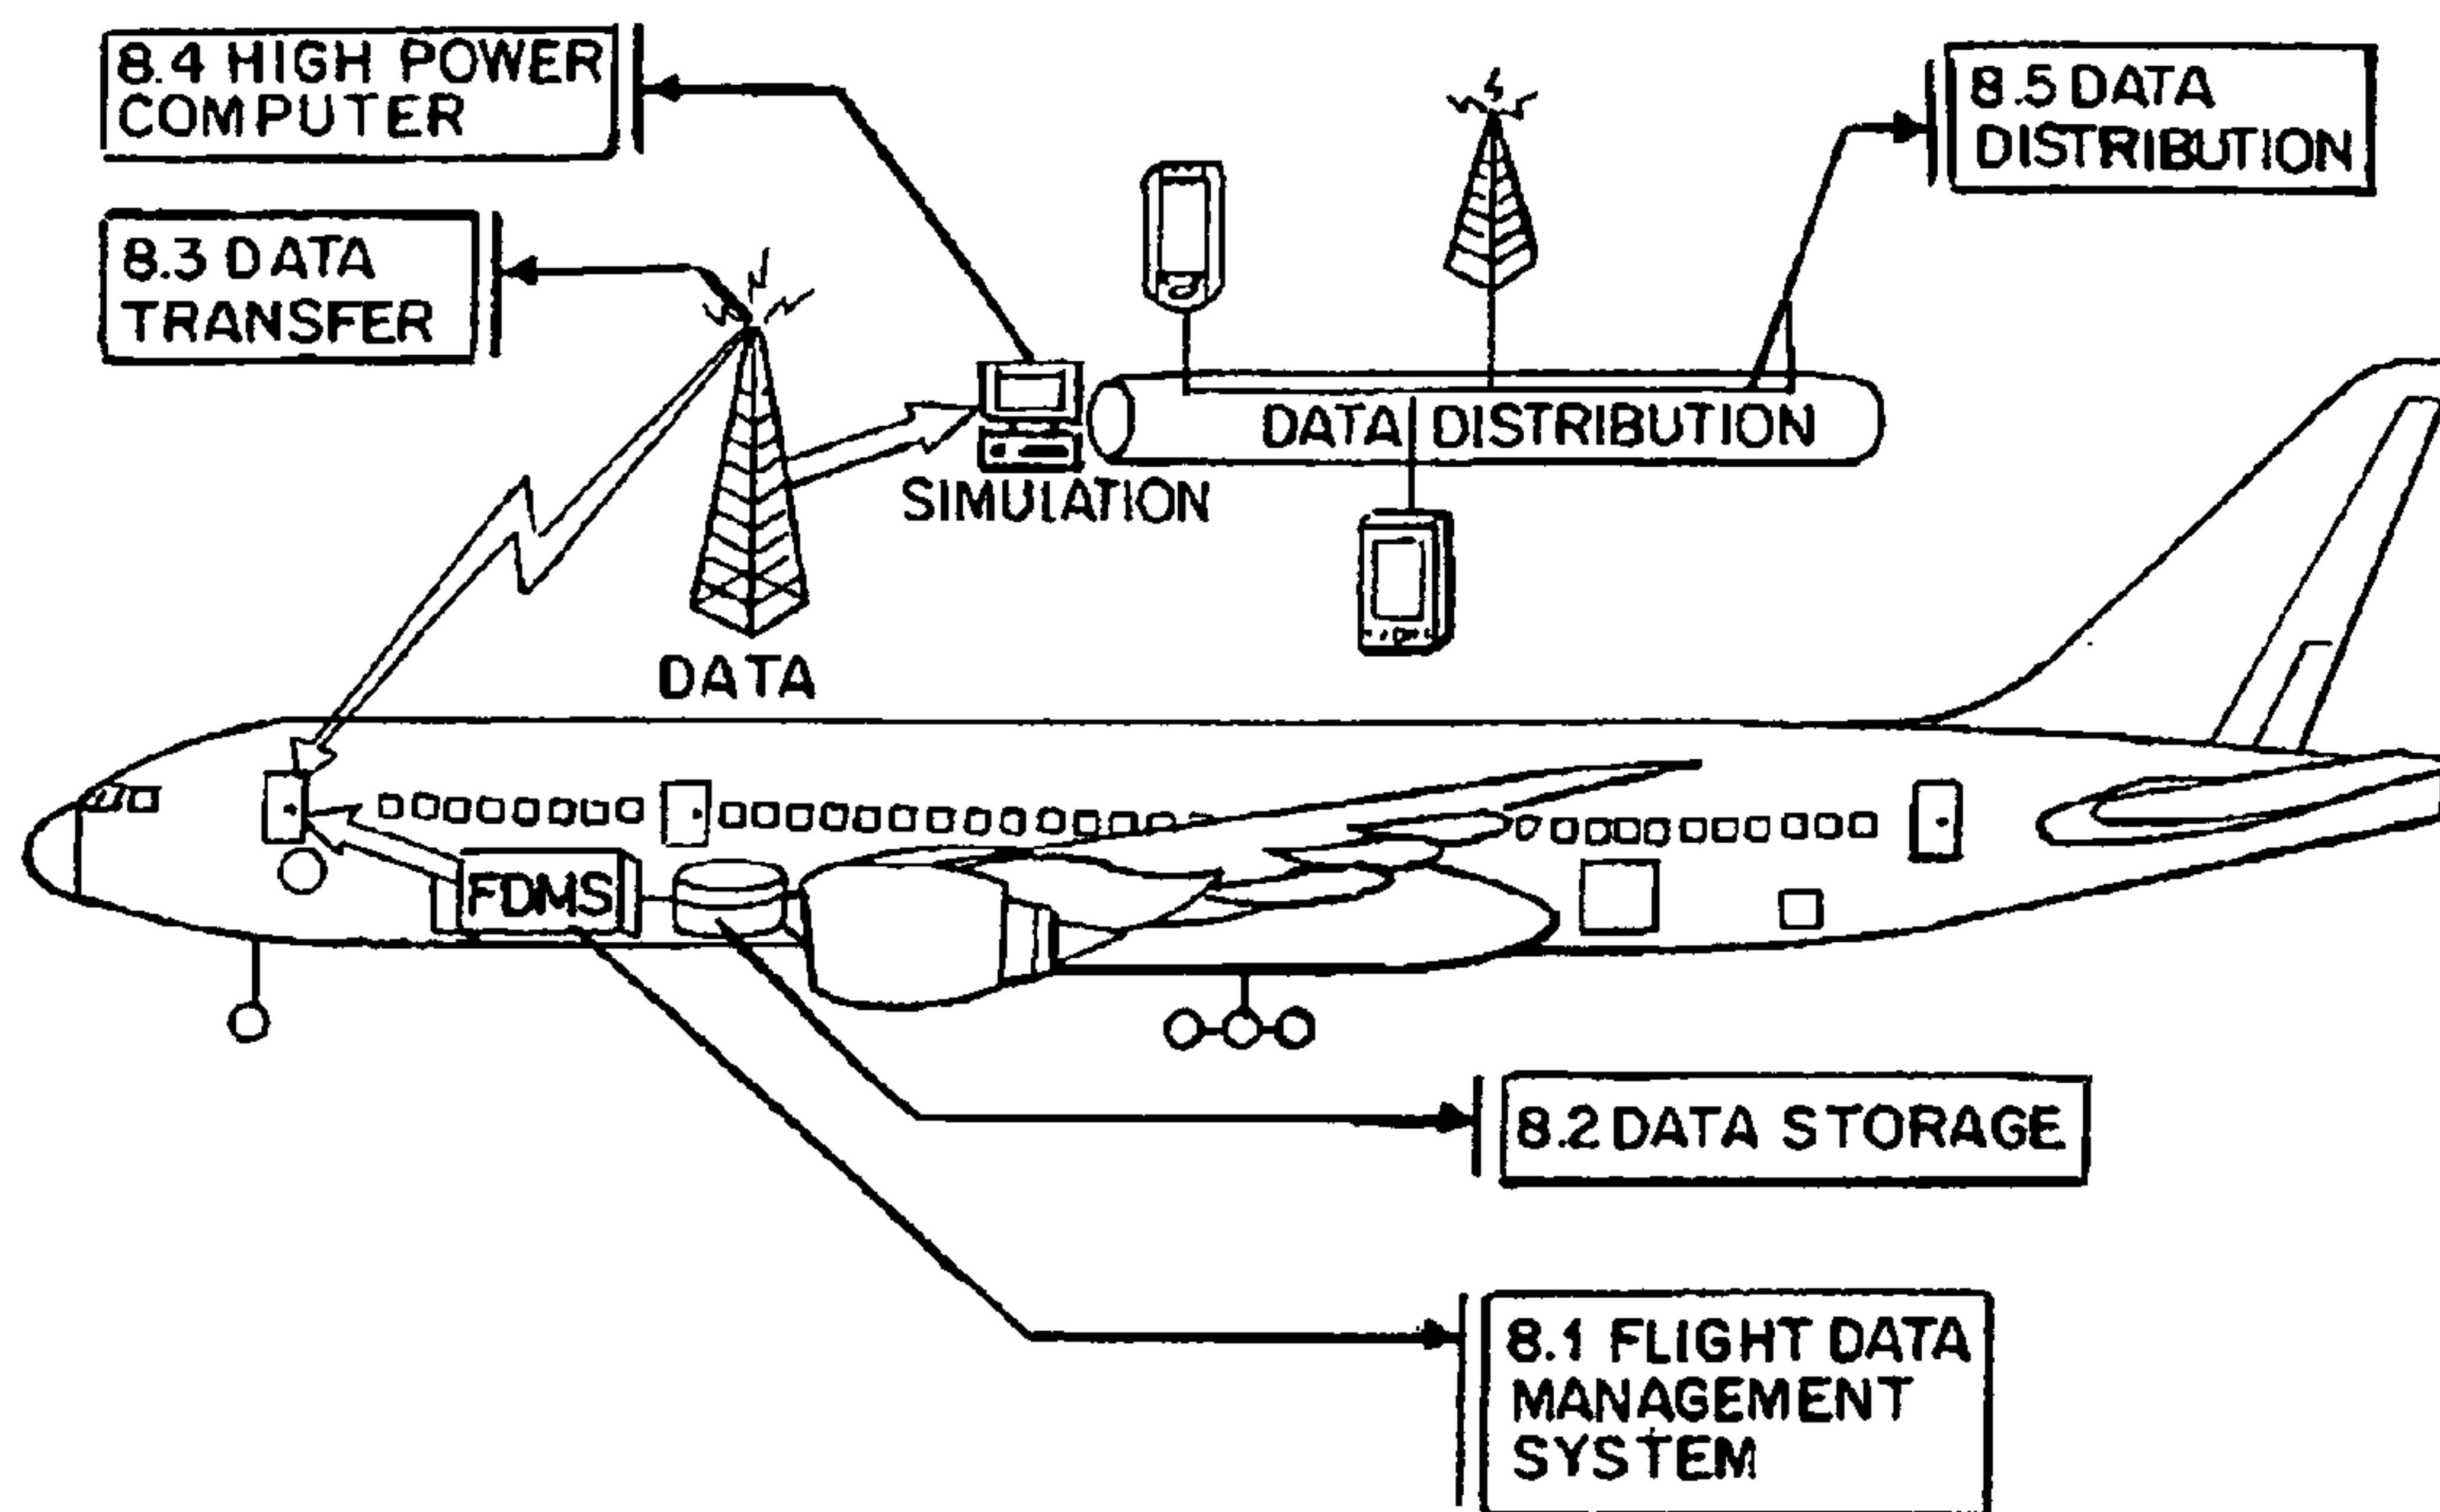 8.4 HIGH POWER
COMPUTER
8.5 DATA
DISTRIBUTION
8.3 DATA
TRANSFER
DATA DISTRIBUTION
SIMULATION
DATA
FDMS
8.2 DATA STORAGE
8.1 FLIGHT DATA
MANAGEMENT
SYSTEM